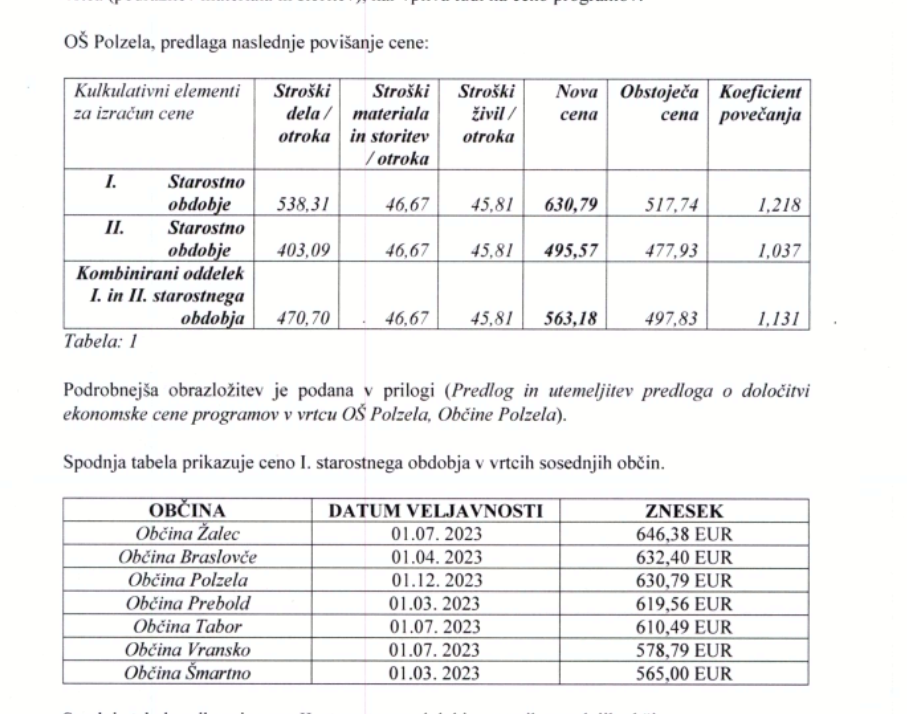 OŠ Polzela, predlaga naslednje povišanje cene:
Kulkulativni elementi za izračun cene | Stroški dela / otroka | Stroški materiala in storitev / otroka | Stroški živil / otroka | Nova cena | Obstoječa cena | Koeficient povečanja
I. Starostno obdobje | 538,31 | 46,67 | 45,81 | 630,79 | 517,74 | 1,218
II. Starostno obdobje | 403,09 | 46,67 | 45,81 | 495,57 | 477,93 | 1,037
Kombinirani oddelek I. in II. starostnega obdobja | 470,70 | 46,67 | 45,81 | 563,18 | 497,83 | 1,131
Tabela: 1
Podrobnejša obrazložitev je podana v prilogi (Predlog in utemeljitev predloga o določitvi
ekonomske cene programov v vrtcu OŠ Polzela, Občine Polzela).
Spodnja tabela prikazuje ceno I. starostnega obdobja v vrtcih sosednjih občin.
OBČINA | DATUM VELJAVNOSTI | ZNESEK
Občina Žalec | 01.07. 2023 | 646,38 EUR
Občina Braslovče | 01.04. 2023 | 632,40 EUR
Občina Polzela | 01.12. 2023 | 630,79 EUR
Občina Prebold | 01.03. 2023 | 619,56 EUR
Občina Tabor | 01.07. 2023 | 610,49 EUR
Občina Vransko | 01.07. 2023 | 578,79 EUR
Občina Šmartno | 01.03. 2023 | 565,00 EUR